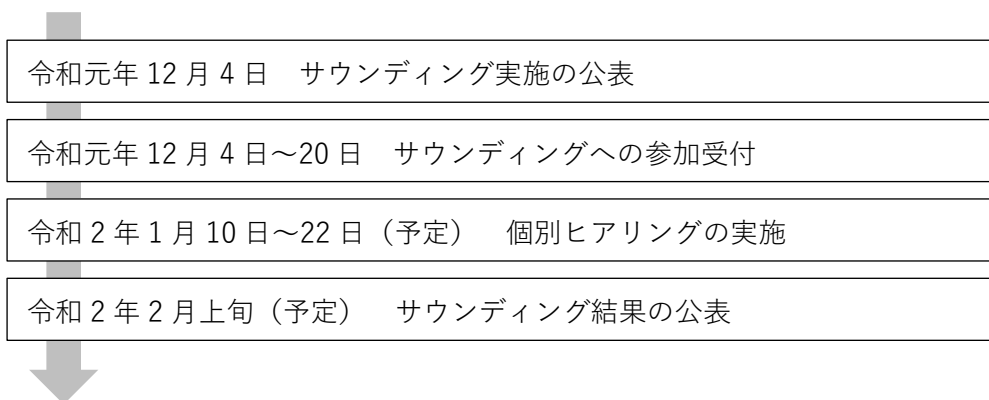 令和元年 12 月 4 日　サウンディング実施の公表
令和元年 12 月 4 日～20 日　サウンディングへの参加受付
令和 2 年 1 月 10 日～22 日（予定）　個別ヒアリングの実施
令和 2 年 2 月上旬（予定）　サウンディング結果の公表